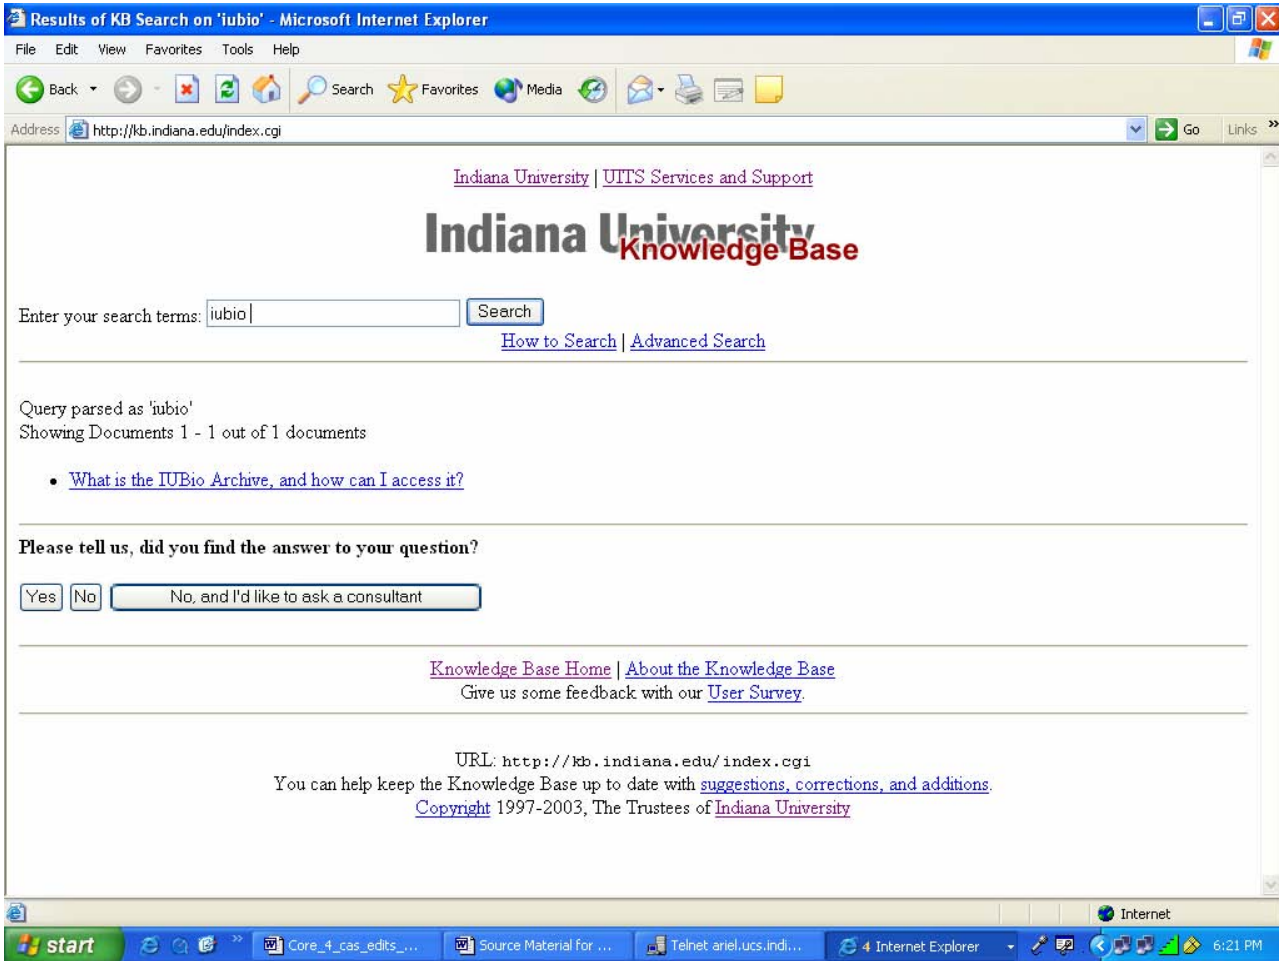 Results of KB Search on 'iubio' - Microsoft Internet Explorer
File Edit View Favorites Tools Help
Back Search Favorites Media
Address http://kb.indiana.edu/index.cgi Go Links »
Indiana University | UITS Services and Support
Indiana University
Knowledge Base
Enter your search terms: iubio Search
How to Search | Advanced Search
Query parsed as 'iubio'
Showing Documents 1 - 1 out of 1 documents
• What is the IUBio Archive, and how can I access it?
Please tell us, did you find the answer to your question?
Yes No No, and I'd like to ask a consultant
Knowledge Base Home | About the Knowledge Base
Give us some feedback with our User Survey.
URL: http://kb.indiana.edu/index.cgi
You can help keep the Knowledge Base up to date with suggestions, corrections, and additions.
Copyright 1997-2003, The Trustees of Indiana University
Internet
start » Core_4_cas_edits_... Source Material for ... Telnet ariel.ucs.indi... 4 Internet Explorer 6:21 PM